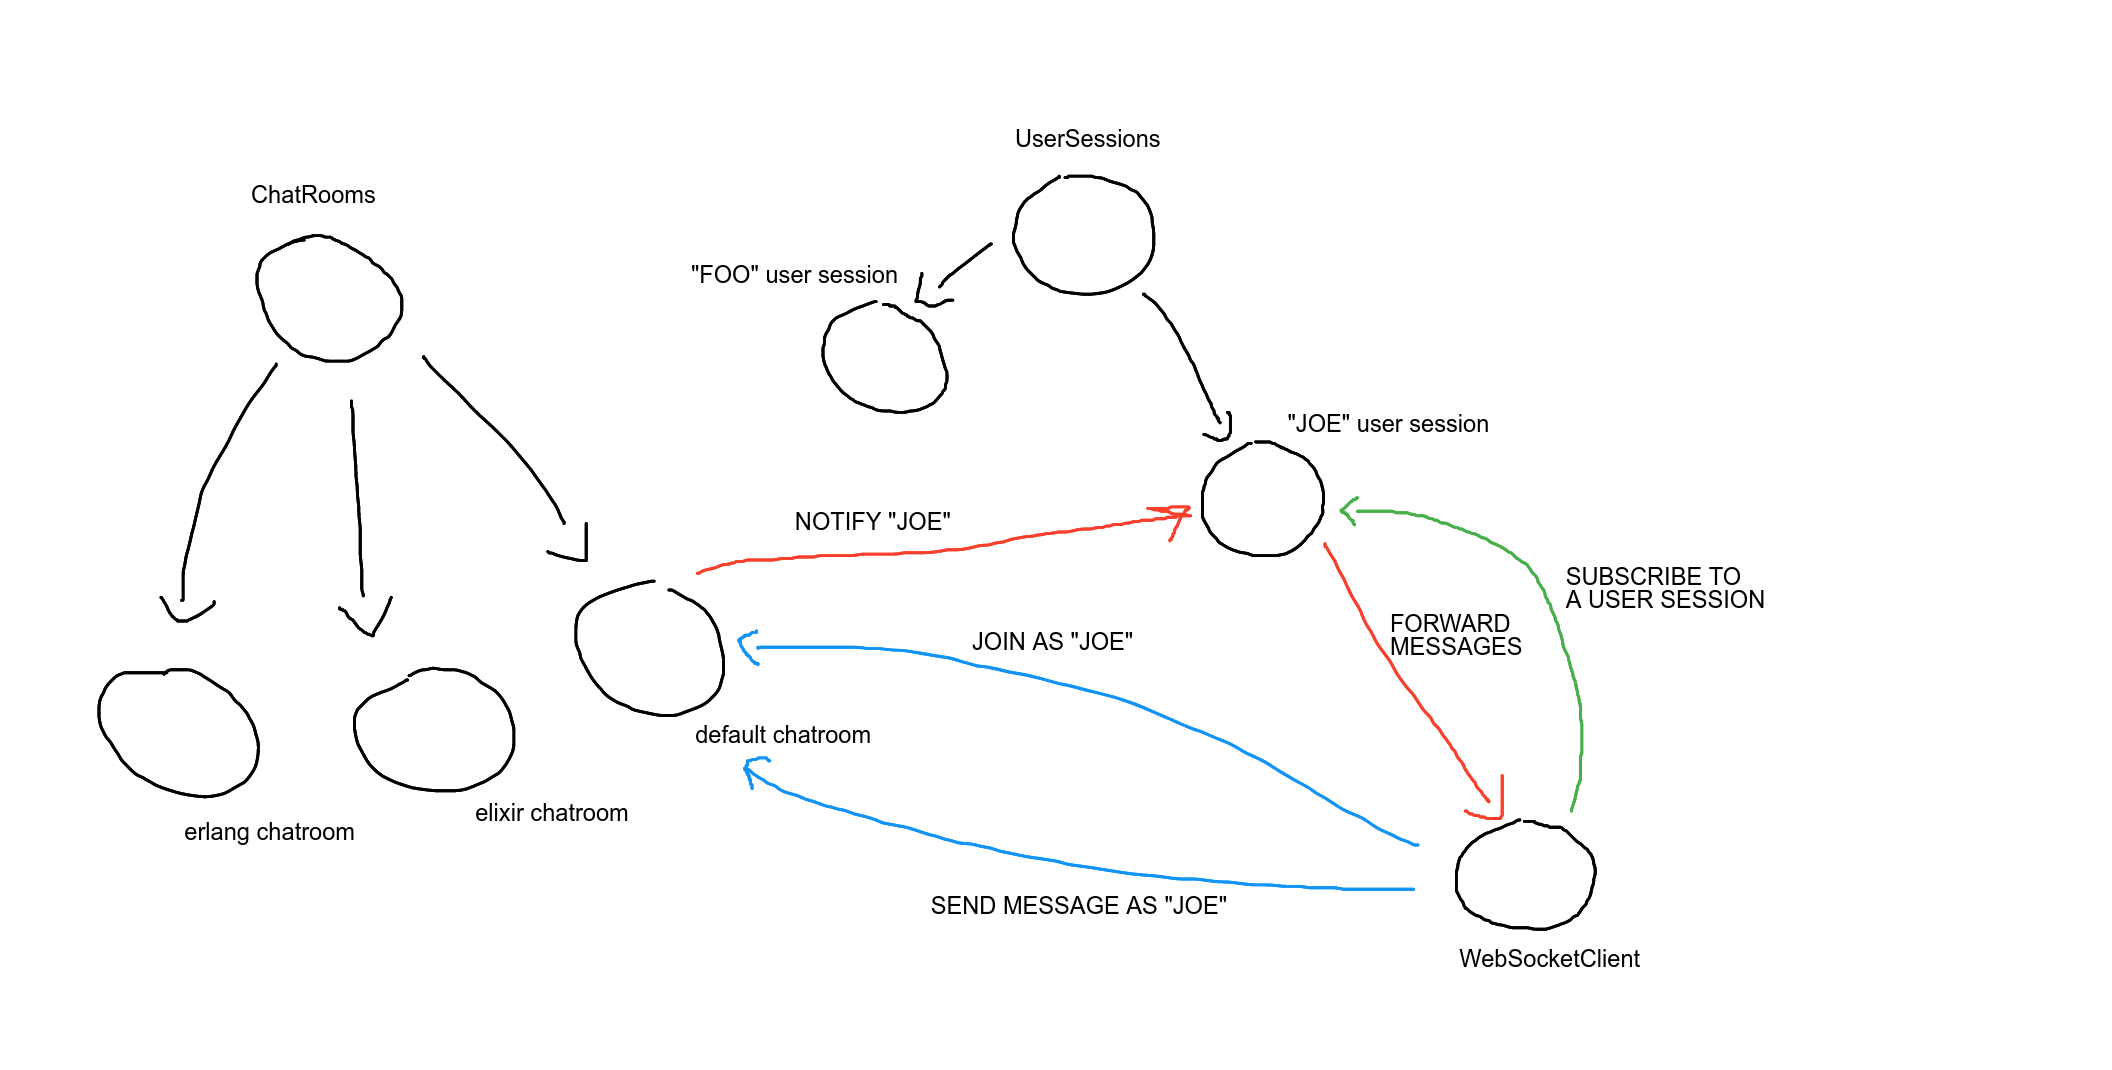 UserSessions
ChatRooms
"FOO" user session
"JOE" user session
NOTIFY "JOE"
SUBSCRIBE TO
A USER SESSION
FORWARD
MESSAGES
JOIN AS "JOE"
default chatroom
elixir chatroom
erlang chatroom
SEND MESSAGE AS "JOE"
WebSocketClient